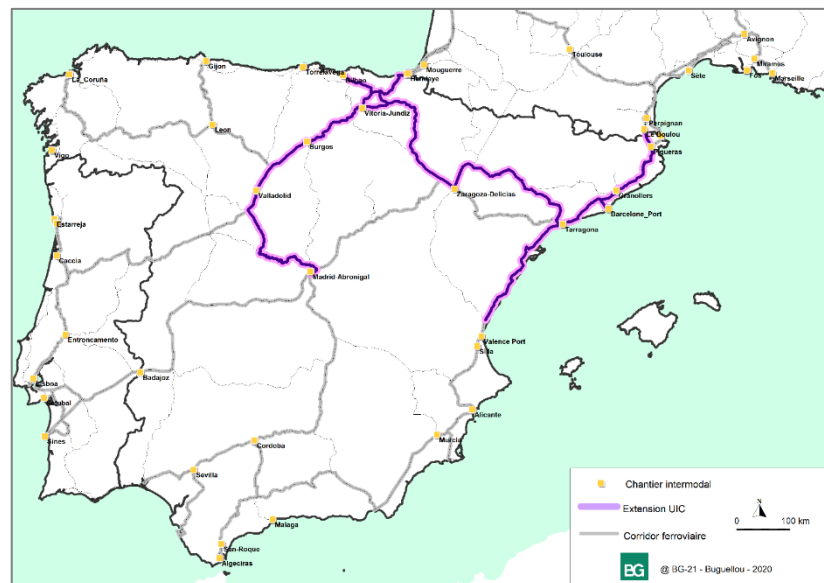 Avignon
Toulouse
Miramas
Gijon
Torrelavega
Bilbao
Mouguerre
Hendaye
Sète
Fos
Marseille
La_Coruña
Vitoria-Jundiz
Perpignan
Le Boulou
Leon
Burgos
Figueras
Vigo
Valladolid
Zaragoza-Delicias
Granollers
Barcelone_Port
Estarreja
Tarragona
Cacia
Madrid Abronigal
Entroncamento
Valence Port
Silla
Badajoz
Lisboa
Setubal
Alicante
Sines
Cordoba
Murcia
Sevilla
Malaga
San-Roque
Algeciras
Chantier intermodal
Extension UIC
N
Corridor ferroviaire
0 100 km
BG @ BG-21 - Buguellou - 2020